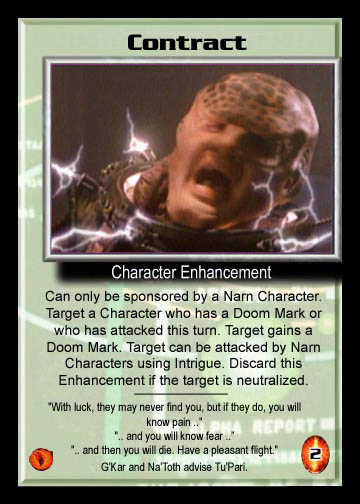 Contract
Character Enhancement
Can only be sponsored by a Narn Character.
Target a Character who has a Doom Mark or
who has attacked this turn. Target gains a
Doom Mark. Target can be attacked by Narn
Characters using Intrigue. Discard this
Enhancement if the target is neutralized.
"With luck, they may never find you, but if they do, you will
know pain .."
".. and you will know fear .."
".. and then you will die. Have a pleasant flight."
G'Kar and Na'Toth advise Tu'Pari.
2
ALPHA REPORT